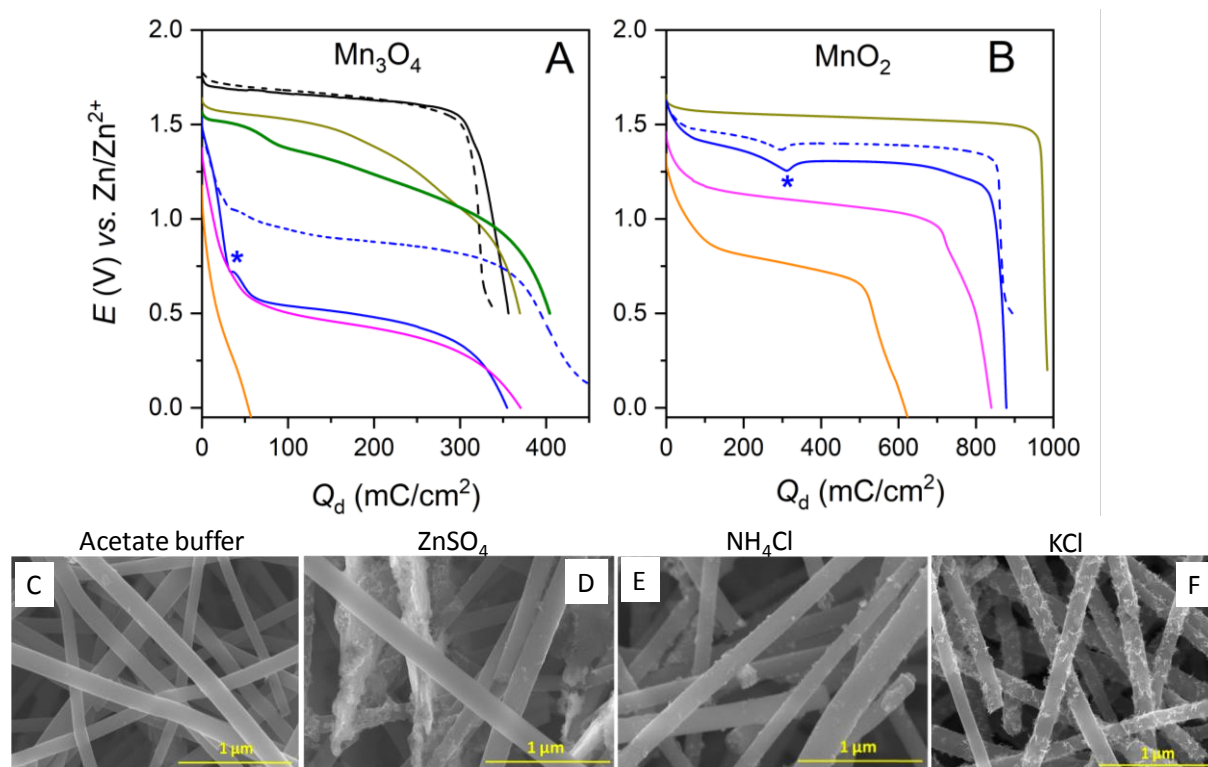 2.0
1.5
1.0
0.5
0.0
E (V) vs. Zn/Zn²⁺
Mn₃O₄
A
*
0
100
200
300
400
Q_d (mC/cm²)
2.0
1.5
1.0
0.5
0.0
MnO₂
B
*
0
200
400
600
800
1000
Q_d (mC/cm²)
Acetate buffer
C
1 µm
ZnSO₄
D
1 µm
NH₄Cl
E
1 µm
KCl
F
1 µm